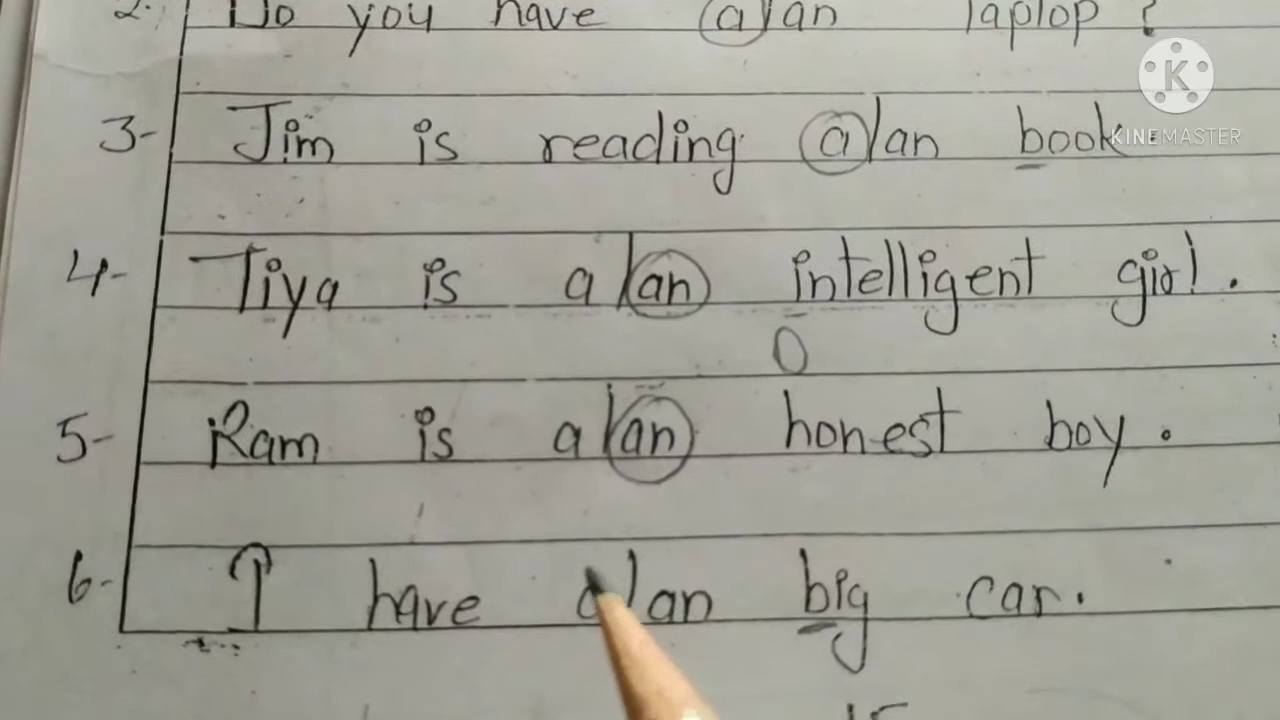 2. Do you have a/an laptop?
K
KINEMASTER
3- Jim is reading a/an book
4- Tiya is a/an intelligent girl.
5- Ram is a/an honest boy.
6- I have a/an big car.